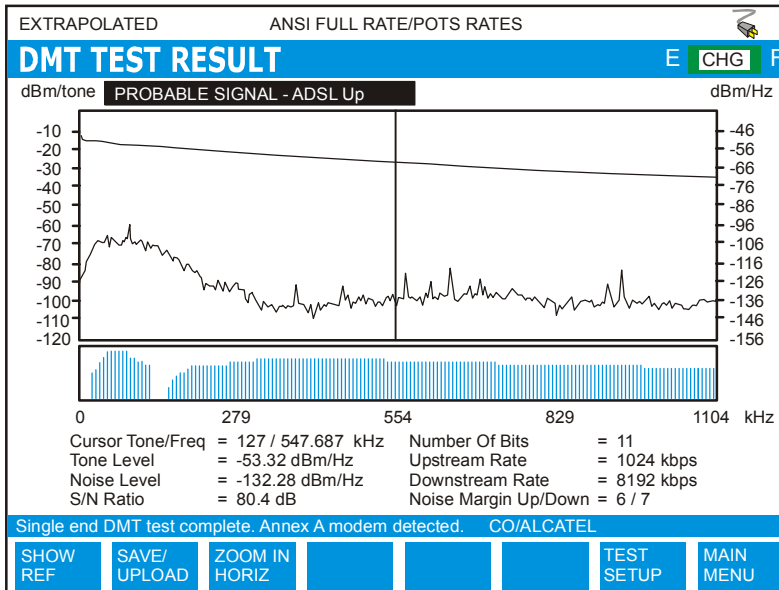 EXTRAPOLATED ANSI FULL RATE/POTS RATES
DMT TEST RESULT E CHG F
dBm/tone PROBABLE SIGNAL - ADSL Up dBm/Hz
-10 -46
-20 -56
-30 -66
-40 -76
-50 -86
-60 -96
-70 -106
-80 -116
-90 -126
-100 -136
-110 -146
-120 -156
0 279 554 829 1104 kHz
Cursor Tone/Freq = 127 / 547.687 kHz Number Of Bits = 11
Tone Level = -53.32 dBm/Hz Upstream Rate = 1024 kbps
Noise Level = -132.28 dBm/Hz Downstream Rate = 8192 kbps
S/N Ratio = 80.4 dB Noise Margin Up/Down = 6 / 7
Single end DMT test complete. Annex A modem detected. CO/ALCATEL
SHOW SAVE/ ZOOM IN TEST MAIN
REF UPLOAD HORIZ SETUP MENU